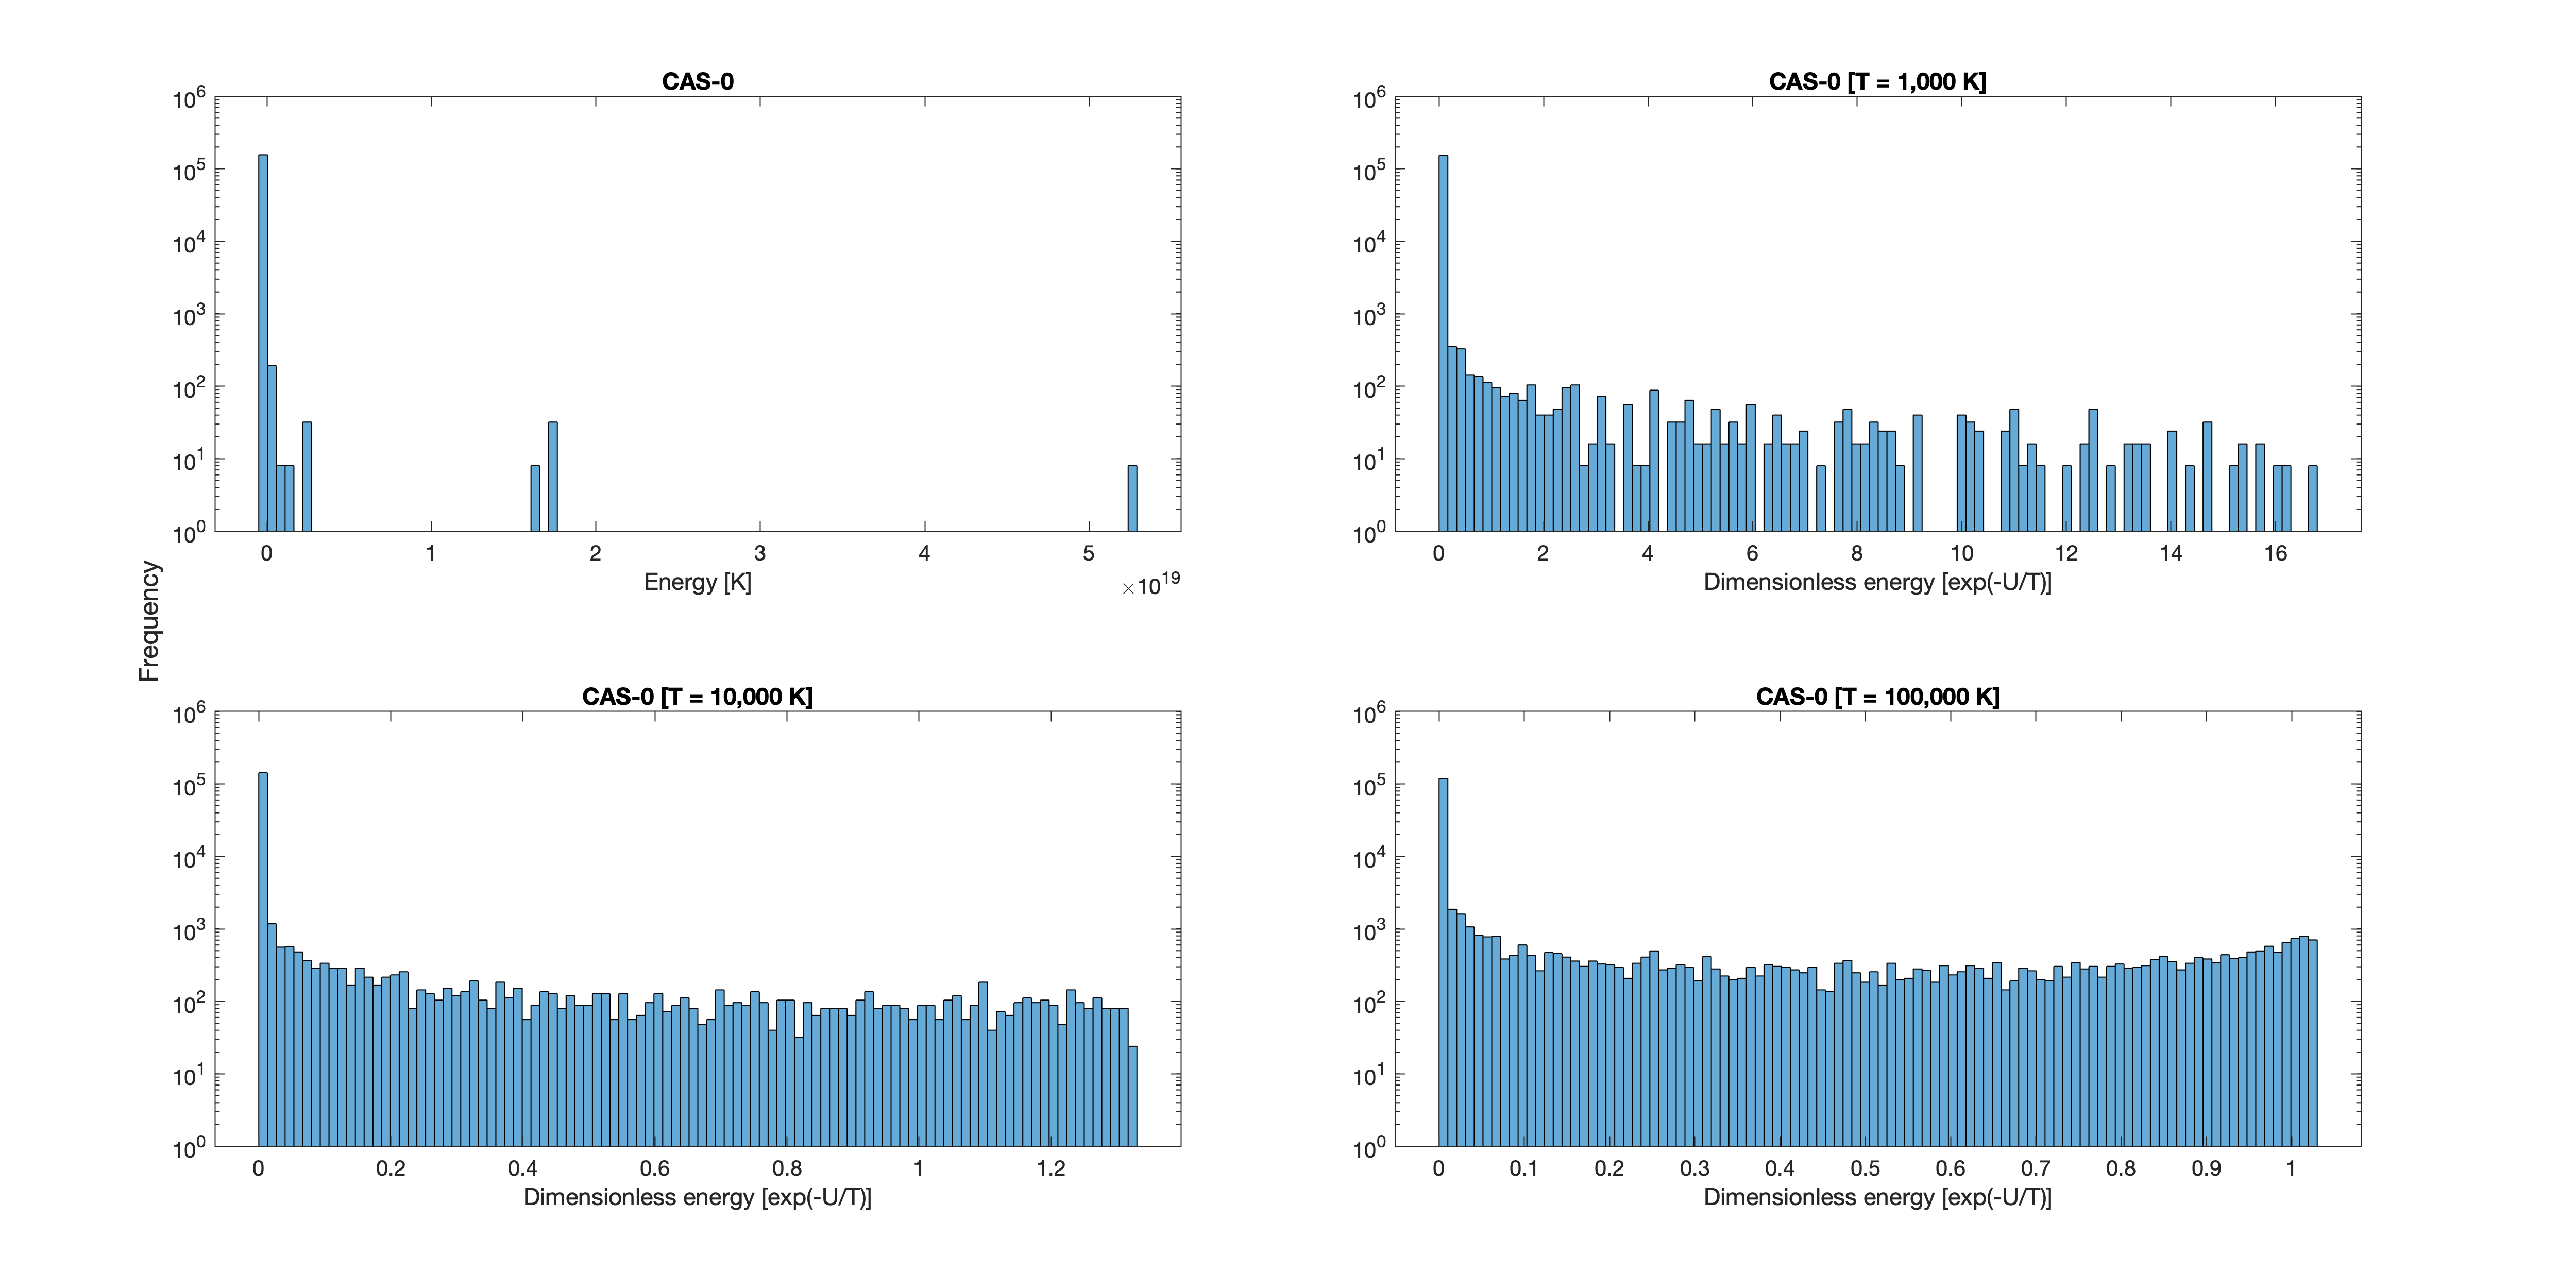 CAS-0
10^6
10^5
10^4
10^3
10^2
10^1
10^0
0 1 2 3 4 5
Energy [K]
×10^19
CAS-0 [T = 1,000 K]
10^6
10^5
10^4
10^3
10^2
10^1
10^0
0 2 4 6 8 10 12 14 16
Dimensionless energy [exp(-U/T)]
Frequency
CAS-0 [T = 10,000 K]
10^6
10^5
10^4
10^3
10^2
10^1
10^0
0 0.2 0.4 0.6 0.8 1 1.2
Dimensionless energy [exp(-U/T)]
CAS-0 [T = 100,000 K]
10^6
10^5
10^4
10^3
10^2
10^1
10^0
0 0.1 0.2 0.3 0.4 0.5 0.6 0.7 0.8 0.9 1
Dimensionless energy [exp(-U/T)]